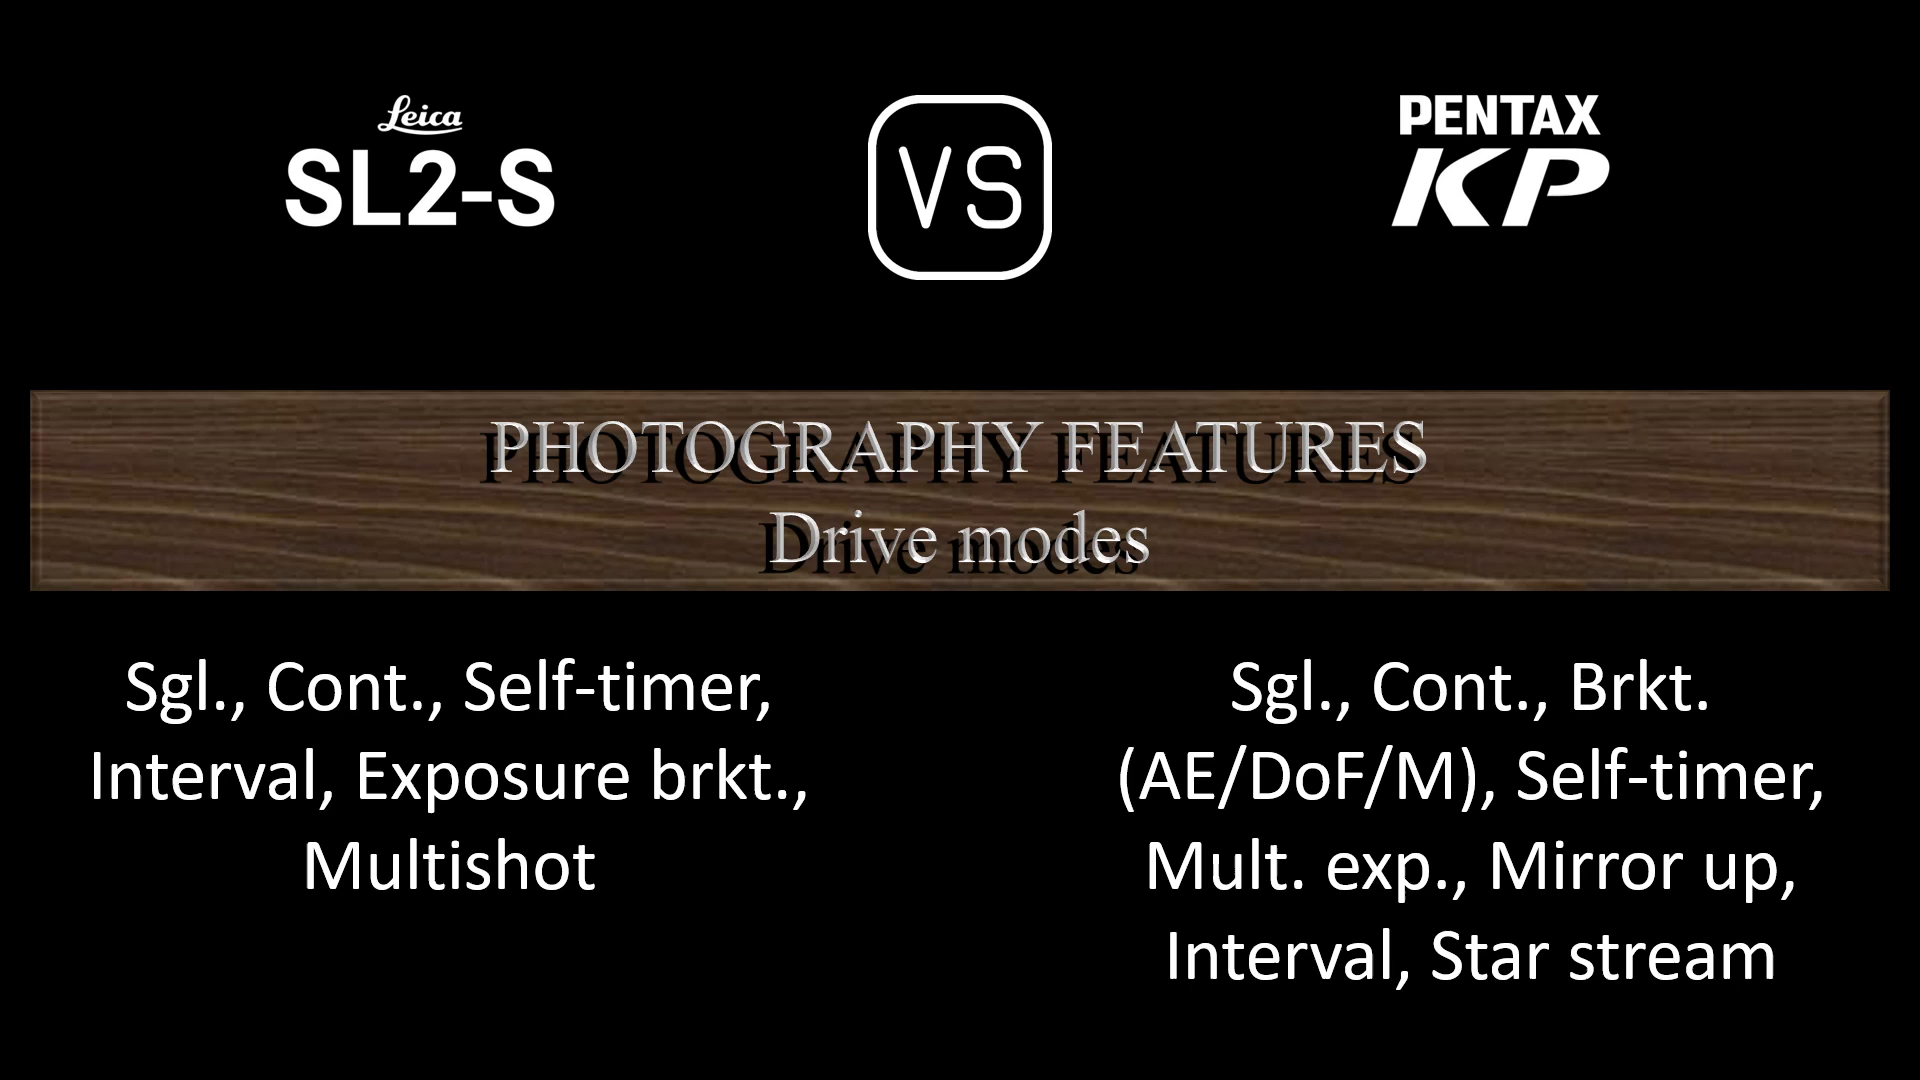 Leica
SL2-S
VS
PENTAX
KP
PHOTOGRAPHY FEATURES
Drive modes
Sgl., Cont., Self-timer,
Interval, Exposure brkt.,
Multishot
Sgl., Cont., Brkt.
(AE/DoF/M), Self-timer,
Mult. exp., Mirror up,
Interval, Star stream